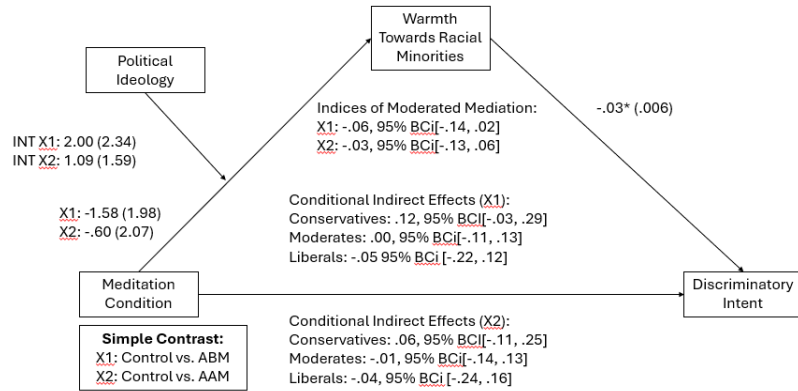 Warmth
Towards Racial
Minorities
Political
Ideology
-.03* (.006)
Indices of Moderated Mediation:
X1: -.06, 95% BCi[-.14, .02]
X2: -.03, 95% BCi[-.13, .06]
INT X1: 2.00 (2.34)
INT X2: 1.09 (1.59)
X1: -1.58 (1.98)
X2: -.60 (2.07)
Conditional Indirect Effects (X1):
Conservatives: .12, 95% BCI[-.03, .29]
Moderates: .00, 95% BCi[-.11, .13]
Liberals: -.05 95% BCi [-.22, .12]
Meditation
Condition
Discriminatory
Intent
Simple Contrast:
X1: Control vs. ABM
X2: Control vs. AAM
Conditional Indirect Effects (X2):
Conservatives: .06, 95% BCI[-.11, .25]
Moderates: -.01, 95% BCi[-.14, .13]
Liberals: -.04, 95% BCi [-.24, .16]